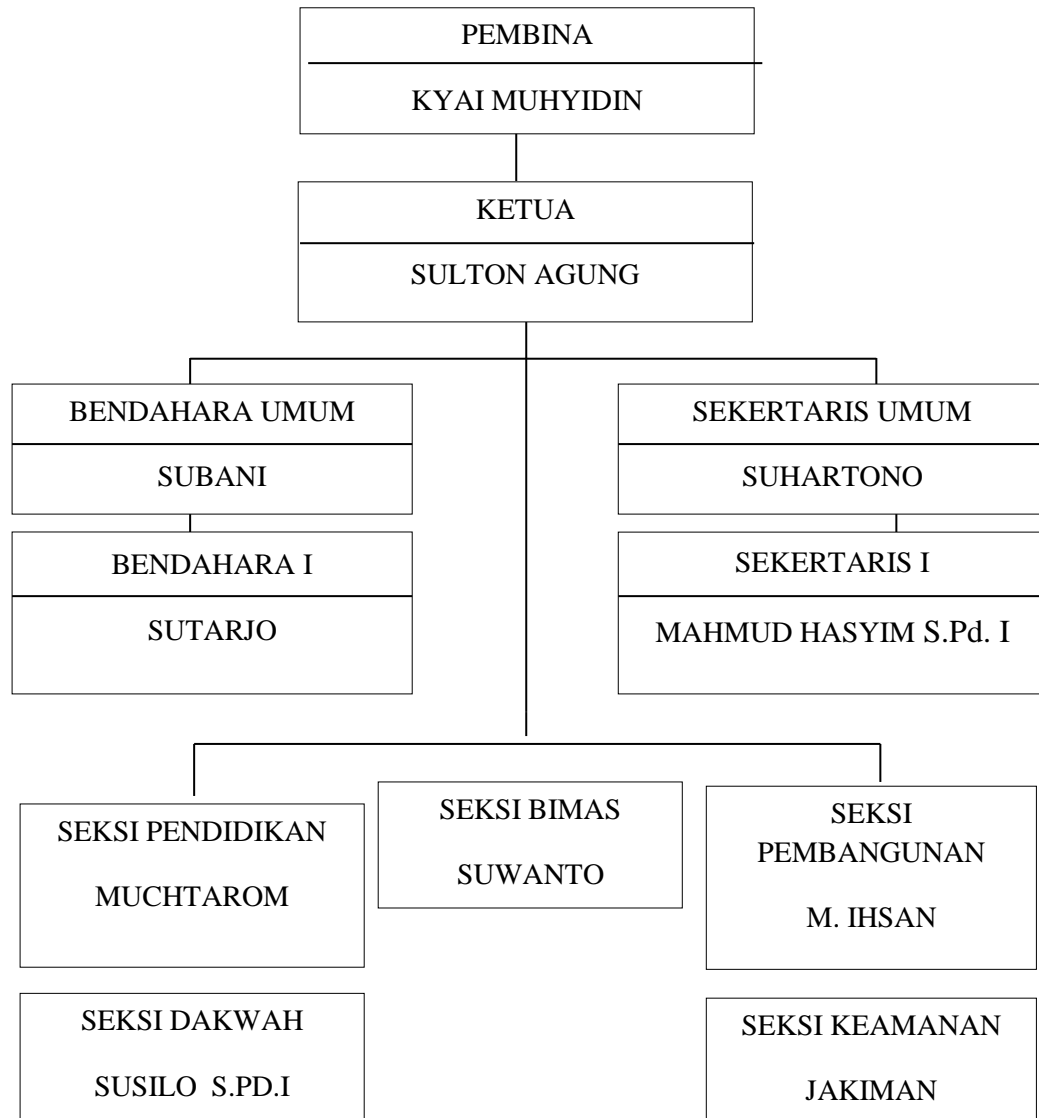 PEMBINA
KYAI MUHYIDIN
KETUA
SULTON AGUNG
BENDAHARA UMUM
SUBANI
SEKERTARIS UMUM
SUHARTONO
BENDAHARA I
SUTARJO
SEKERTARIS I
MAHMUD HASYIM S.Pd. I
SEKSI PENDIDIKAN
MUCHTAROM
SEKSI BIMAS
SUWANTO
SEKSI
PEMBANGUNAN
M. IHSAN
SEKSI DAKWAH
SUSILO S.PD.I
SEKSI KEAMANAN
JAKIMAN